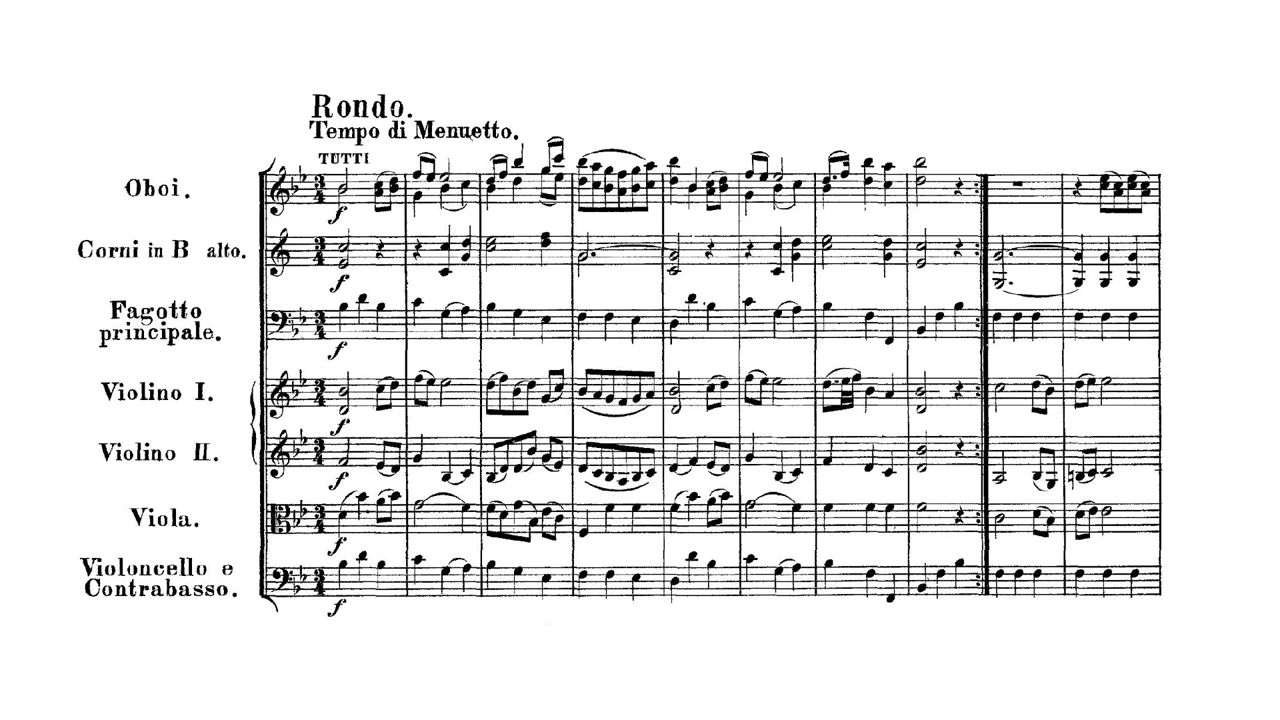 Rondo.
Tempo di Menuetto.
TUTTI
Oboi.
f
Corni in B alto.
f
Fagotto
principale.
f
Violino I.
f
Violino II.
f
Viola.
f
Violoncello e
Contrabasso.
f